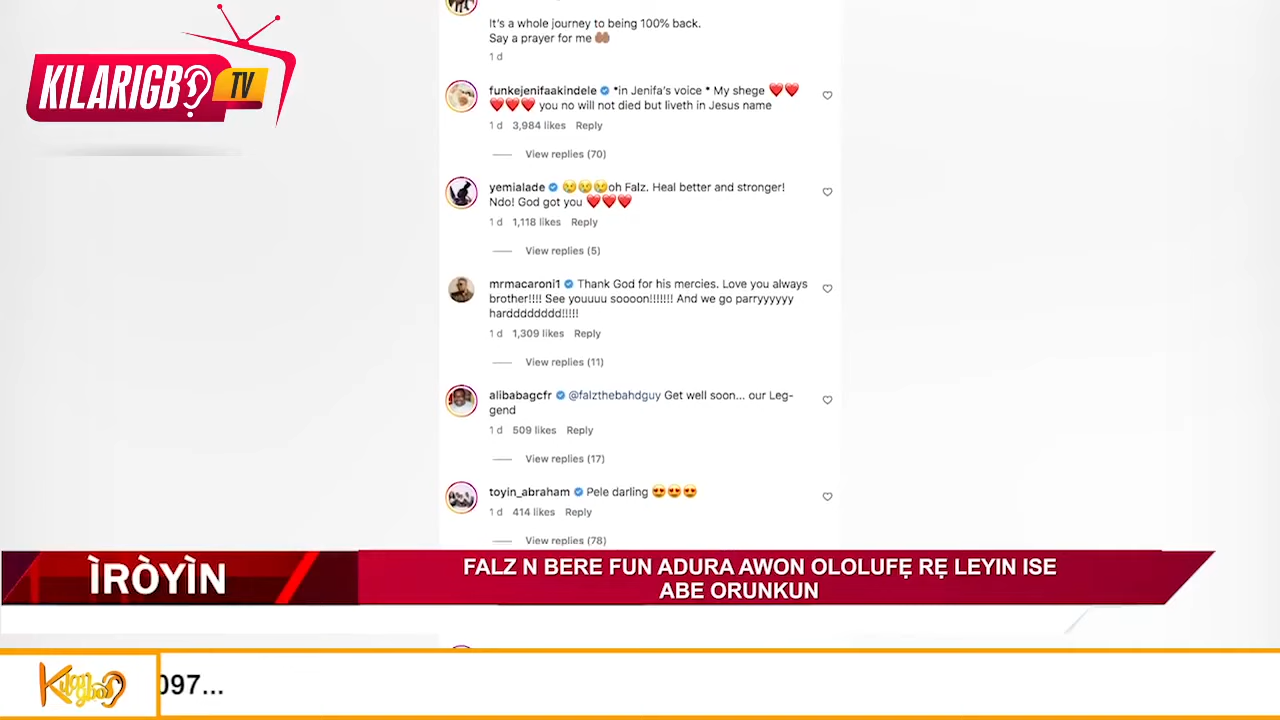 KILARIGBO TV
It's a whole journey to being 100% back.
Say a prayer for me 🙏🏾
1 d
funkejenifaakindele *in Jenifa's voice * My shege ❤️❤️
❤️❤️❤️ you no will not died but liveth in Jesus name
1 d 3,984 likes Reply
View replies (70)
yemialade 😢😢😢oh Falz. Heal better and stronger!
Ndo! God got you ❤️❤️❤️
1 d 1,118 likes Reply
View replies (5)
mrmacaroni1 Thank God for his mercies. Love you always
brother!!!! See youuuu soooon!!!!!!! And we go parryyyyyy
harddddddddd!!!!!
1 d 1,309 likes Reply
View replies (11)
alibabagcfr @falzthebahdguy Get well soon... our Leg-
gend
1 d 509 likes Reply
View replies (17)
toyin_abraham Pele darling 😍😍😍
1 d 414 likes Reply
View replies (78)
ÌRÒYÌN
FALZ N BERE FUN ADURA AWON OLOLUFẸ RẸ LEYIN ISE
ABE ORUNKUN
Kilarigbo
097...